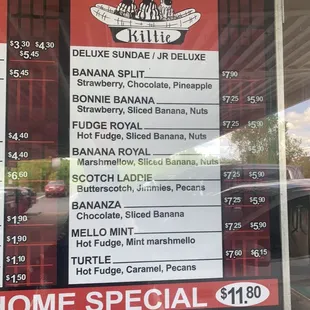 Kiltie
$3.30 $4.30
$5.45
$5.45
$4.40
$4.40
$6.60
$1.90
$1.90
$1.50
DELUXE SUNDAE / JR DELUXE
BANANA SPLIT $7.90
Strawberry, Chocolate, Pineapple
BONNIE BANANA $7.25 $5.90
Strawberry, Sliced Banana, Nuts
FUDGE ROYAL $7.25 $5.90
Hot Fudge, Sliced Banana, Nuts
BANANA ROYAL $7.25 $5.90
Marshmellow, Sliced Banana, Nuts
SCOTCH LADDIE $7.25 $5.90
Butterscotch, Jimmies, Pecans
BANANZA $7.25 $5.90
Chocolate, Sliced Banana
MELLO MINT $7.25 $5.90
Hot Fudge, Mint marshmello
TURTLE $7.60 $6.15
Hot Fudge, Caramel, Pecans
HOME SPECIAL $11.80